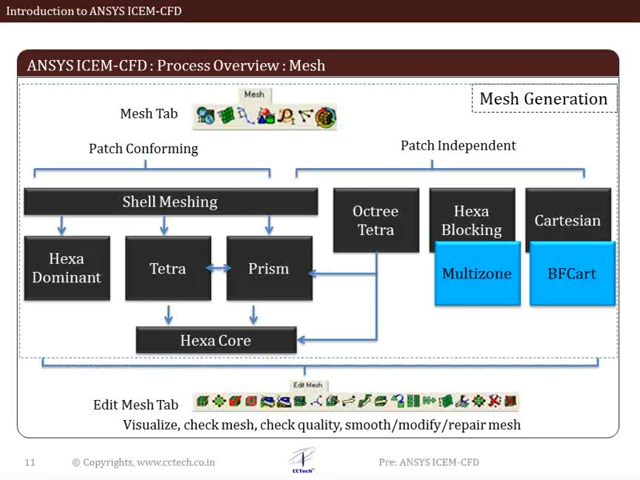 Introduction to ANSYS ICEM-CFD
ANSYS ICEM-CFD : Process Overview : Mesh
Mesh Generation
Mesh
Mesh Tab
Patch Conforming
Patch Independent
Shell Meshing
Octree
Tetra
Hexa
Blocking
Cartesian
Hexa
Dominant
Tetra
Prism
Multizone
BFCart
Hexa Core
Edit Mesh
Edit Mesh Tab
Visualize, check mesh, check quality, smooth/modify/repair mesh
11
© Copyrights, www.cctech.co.in
CCTech
Pre: ANSYS ICEM-CFD